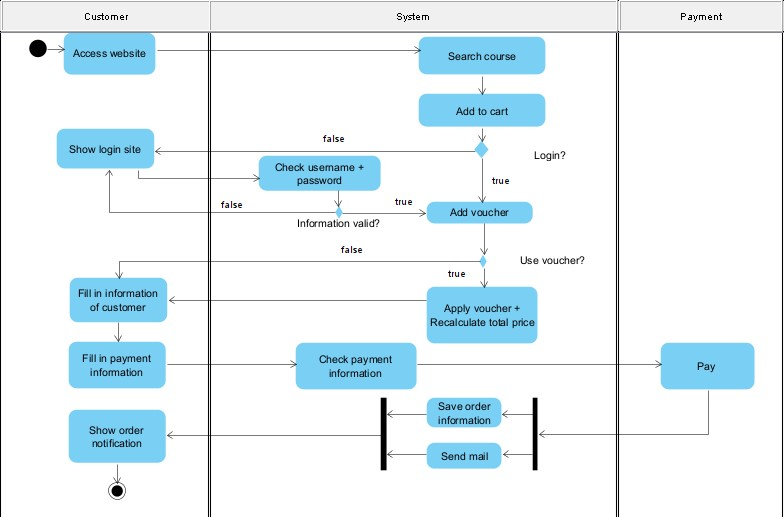 Customer
System
Payment
Access website
Search course
Add to cart
false
Show login site
Login?
Check username +
password
true
false
true
Add voucher
Information valid?
false
Use voucher?
true
Fill in information
of customer
Apply voucher +
Recalculate total price
Fill in payment
information
Check payment
information
Pay
Save order
information
Show order
notification
Send mail